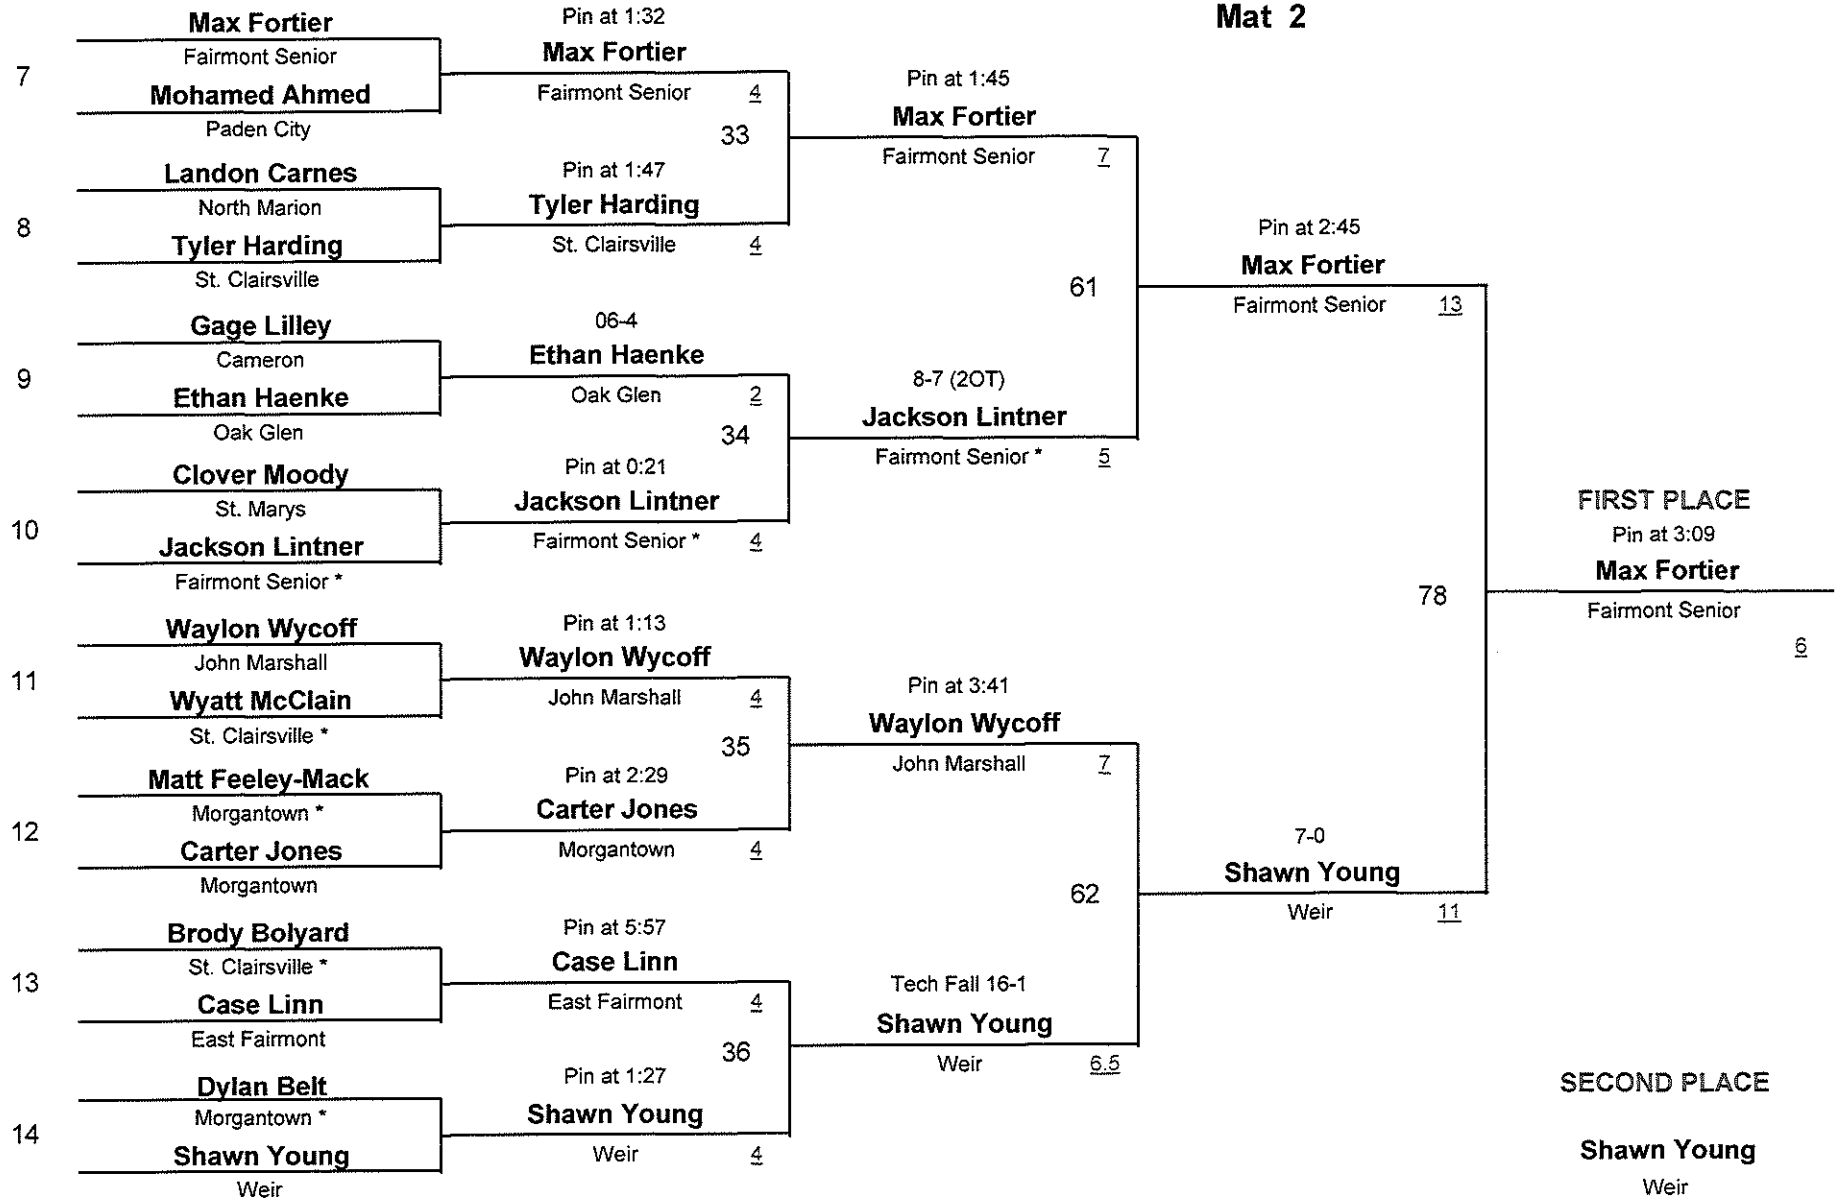 Mat 2
7
Max Fortier
Fairmont Senior
Mohamed Ahmed
Paden City
8
Landon Carnes
North Marion
Tyler Harding
St. Clairsville
9
Gage Lilley
Cameron
Ethan Haenke
Oak Glen
10
Clover Moody
St. Marys
Jackson Lintner
Fairmont Senior *
11
Waylon Wycoff
John Marshall
Wyatt McClain
St. Clairsville *
12
Matt Feeley-Mack
Morgantown *
Carter Jones
Morgantown
13
Brody Bolyard
St. Clairsville *
Case Linn
East Fairmont
14
Dylan Belt
Morgantown *
Shawn Young
Weir
Pin at 1:32
Max Fortier
Fairmont Senior 4
33
Pin at 1:47
Tyler Harding
St. Clairsville 4
06-4
Ethan Haenke
Oak Glen 2
34
Pin at 0:21
Jackson Lintner
Fairmont Senior * 4
Pin at 1:13
Waylon Wycoff
John Marshall 4
35
Pin at 2:29
Carter Jones
Morgantown 4
Pin at 5:57
Case Linn
East Fairmont 4
36
Pin at 1:27
Shawn Young
Weir 4
Pin at 1:45
Max Fortier
Fairmont Senior 7
61
8-7 (2OT)
Jackson Lintner
Fairmont Senior * 5
Pin at 3:41
Waylon Wycoff
John Marshall 7
62
Tech Fall 16-1
Shawn Young
Weir 6.5
Pin at 2:45
Max Fortier
Fairmont Senior 13
78
7-0
Shawn Young
Weir 11
FIRST PLACE
Pin at 3:09
Max Fortier
Fairmont Senior
6
SECOND PLACE
Shawn Young
Weir